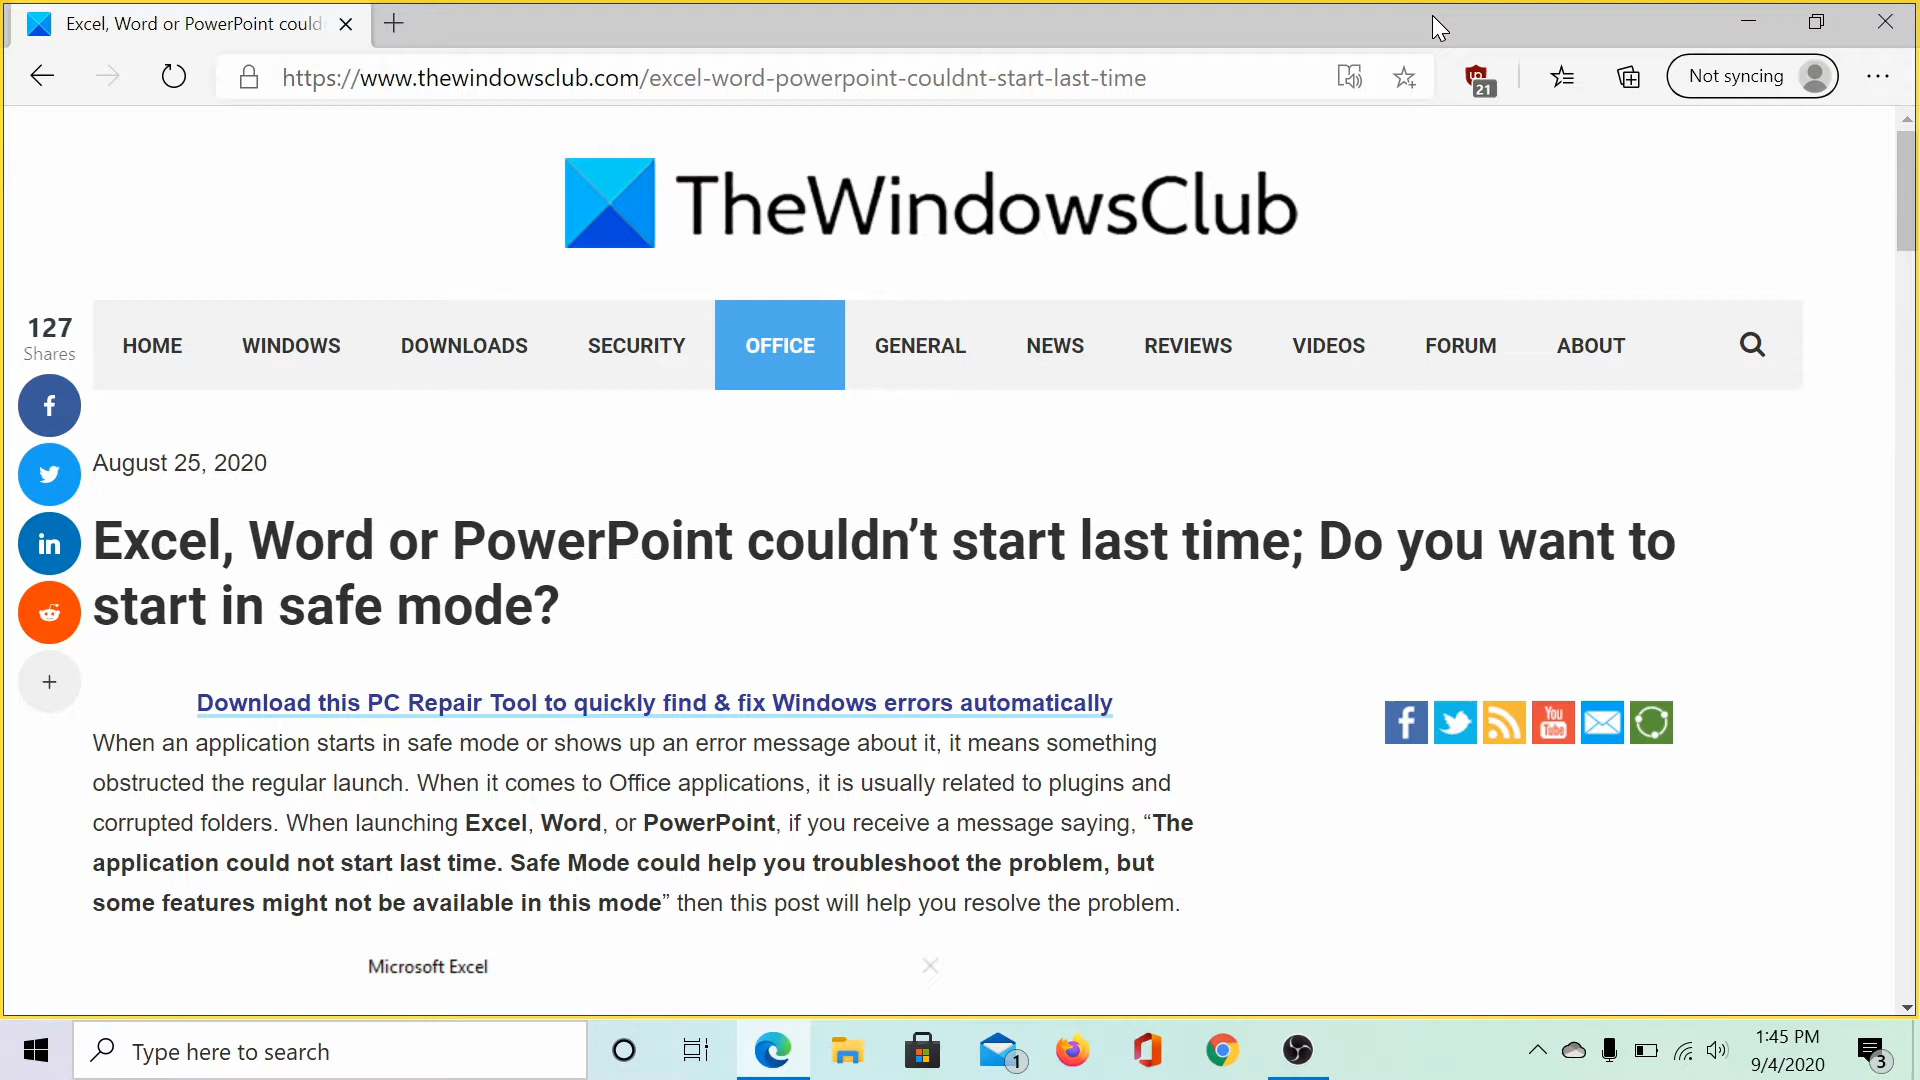 Excel, Word or PowerPoint could
https://www.thewindowsclub.com/excel-word-powerpoint-couldnt-start-last-time
21
Not syncing
TheWindowsClub
127
Shares
HOME WINDOWS DOWNLOADS SECURITY OFFICE GENERAL NEWS REVIEWS VIDEOS FORUM ABOUT
August 25, 2020
Excel, Word or PowerPoint couldn’t start last time; Do you want to
start in safe mode?
Download this PC Repair Tool to quickly find & fix Windows errors automatically
You
Tube
When an application starts in safe mode or shows up an error message about it, it means something
obstructed the regular launch. When it comes to Office applications, it is usually related to plugins and
corrupted folders. When launching Excel, Word, or PowerPoint, if you receive a message saying, “The
application could not start last time. Safe Mode could help you troubleshoot the problem, but
some features might not be available in this mode” then this post will help you resolve the problem.
Microsoft Excel
Type here to search
1
1:45 PM
9/4/2020
3